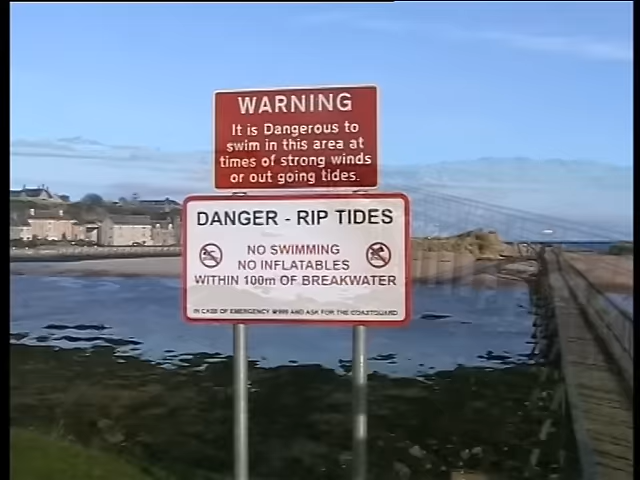 WARNING
It is Dangerous to
swim in this area at
times of strong winds
or out going tides.
DANGER - RIP TIDES
NO SWIMMING
NO INFLATABLES
WITHIN 100m OF BREAKWATER
IN CASE OF EMERGENCY ☎999 AND ASK FOR THE COASTGUARD